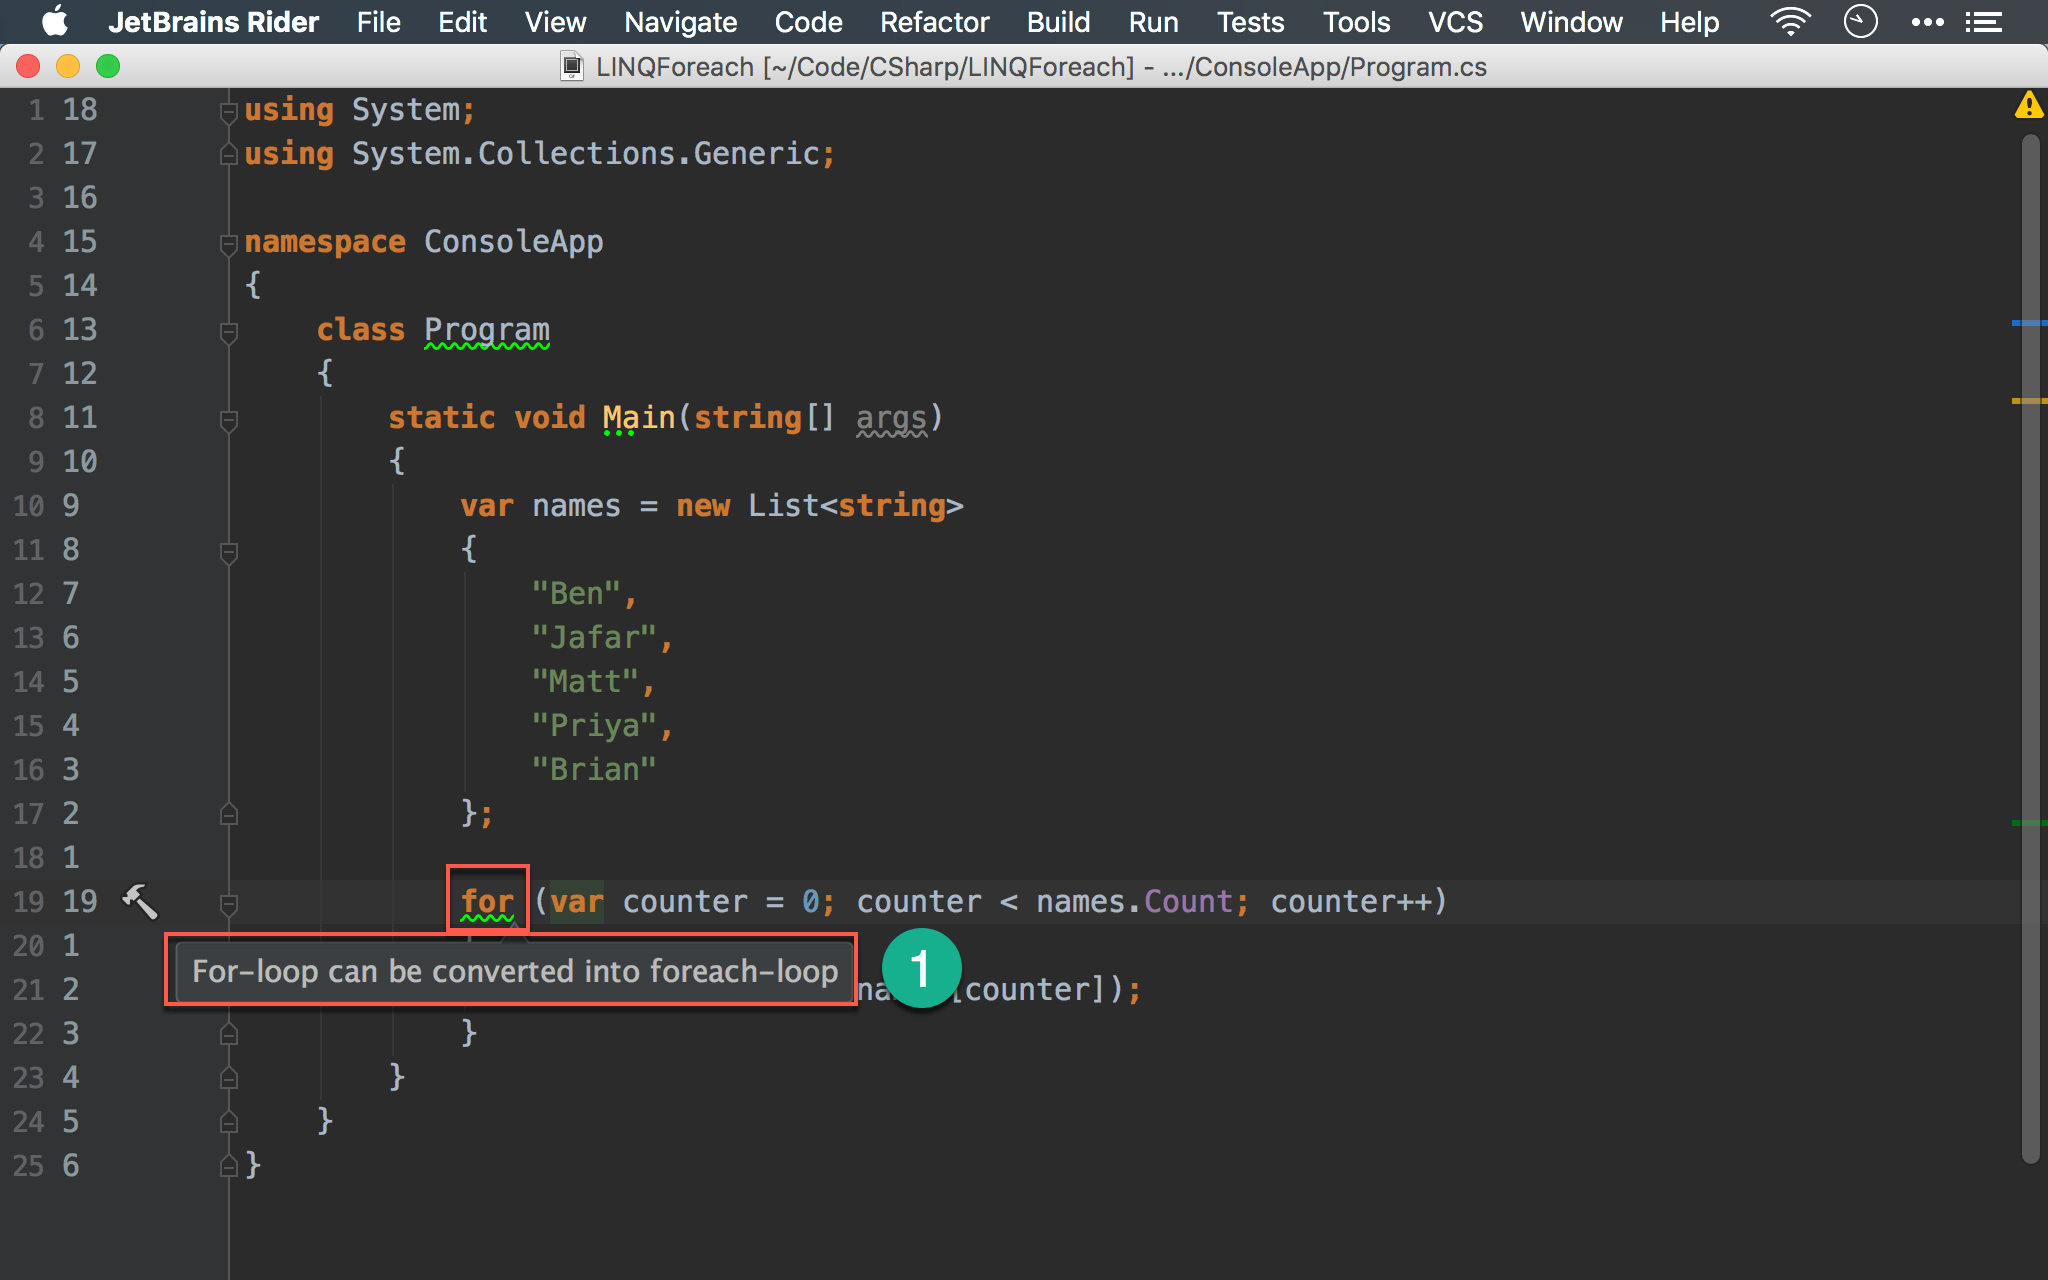 JetBrains Rider File Edit View Navigate Code Refactor Build Run Tests Tools VCS Window Help
LINQForeach [~/Code/CSharp/LINQForeach] - .../ConsoleApp/Program.cs
1 18 using System;
2 17 using System.Collections.Generic;
3 16
4 15 namespace ConsoleApp
5 14 {
6 13 class Program
7 12 {
8 11 static void Main(string[] args)
9 10 {
10 9 var names = new List<string>
11 8 {
12 7 "Ben",
13 6 "Jafar",
14 5 "Matt",
15 4 "Priya",
16 3 "Brian"
17 2 };
18 1
19 19 for (var counter = 0; counter < names.Count; counter++)
20 1
For-loop can be converted into foreach-loop 1
21 2 [counter]);
22 3 }
23 4 }
24 5 }
25 6 }